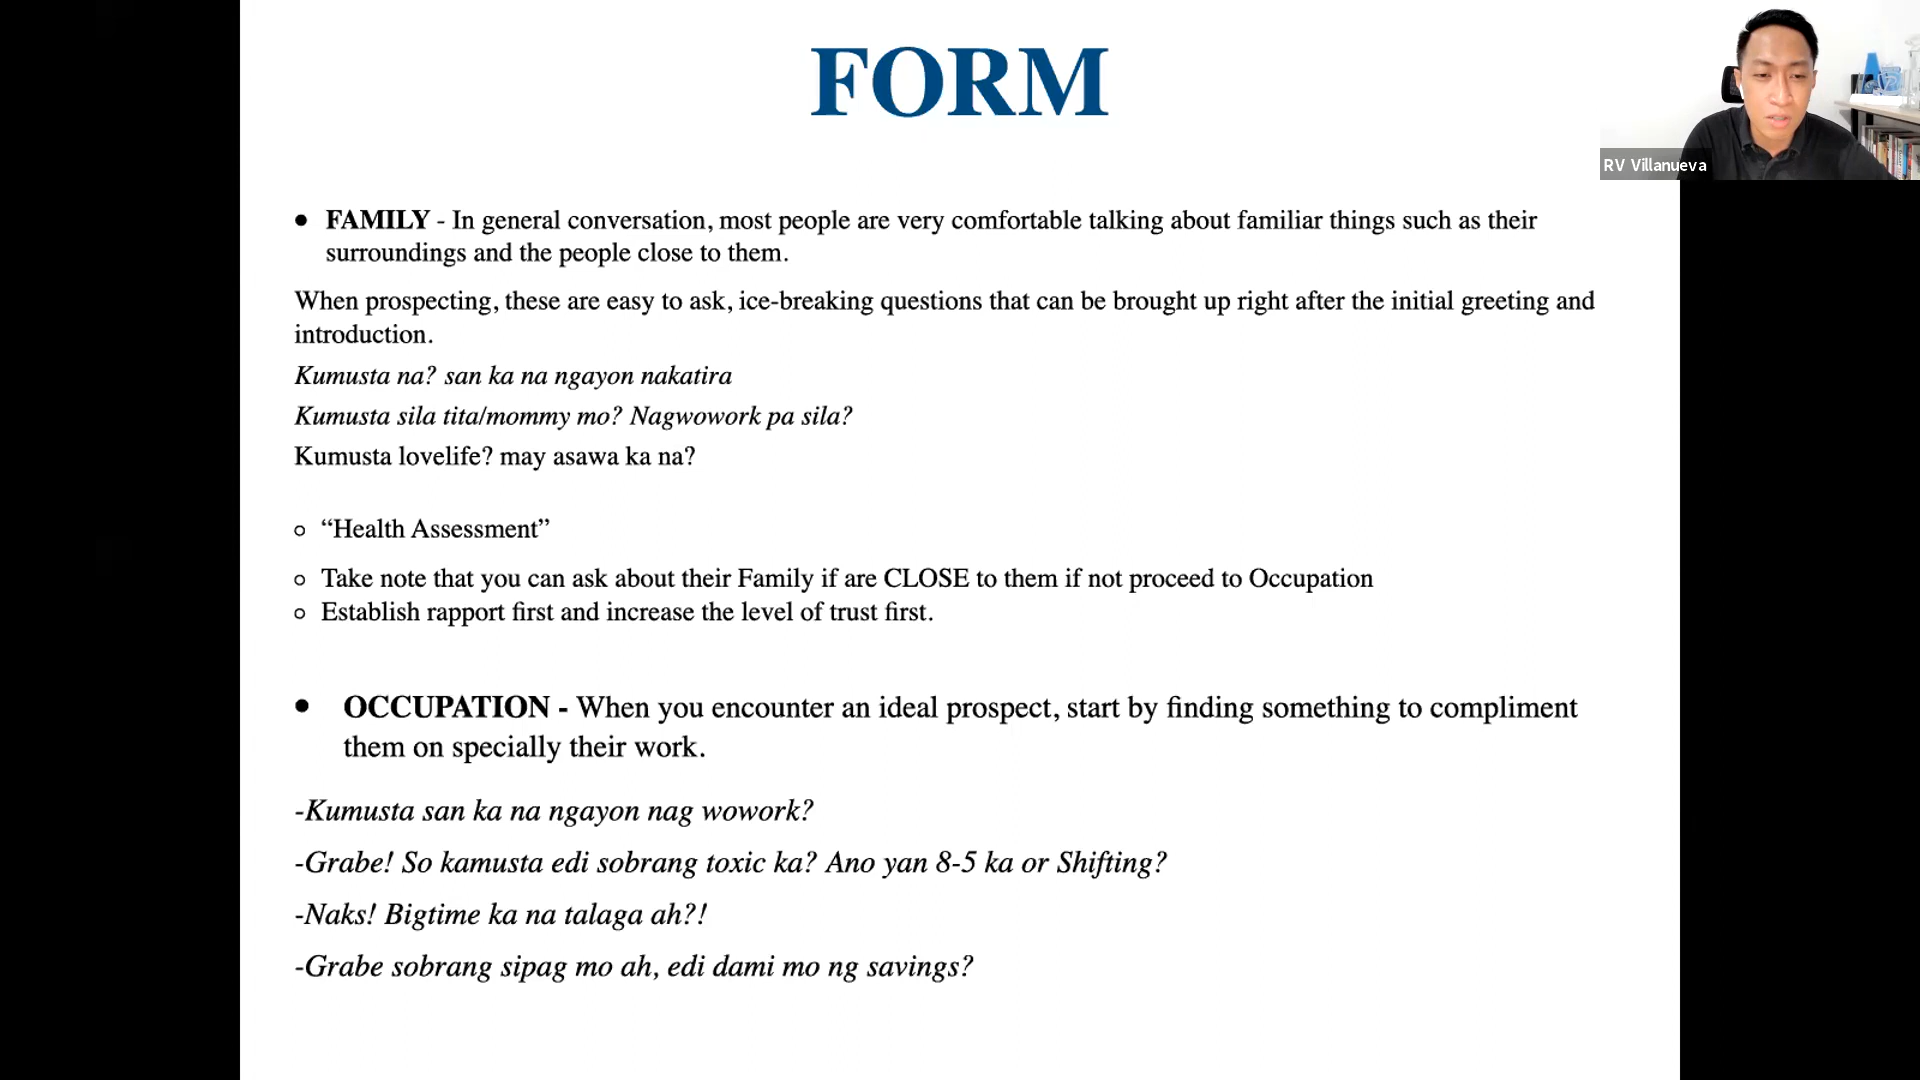 FORM
RV Villanueva
● FAMILY - In general conversation, most people are very comfortable talking about familiar things such as their
surroundings and the people close to them.
When prospecting, these are easy to ask, ice-breaking questions that can be brought up right after the initial greeting and
introduction.
Kumusta na? san ka na ngayon nakatira
Kumusta sila tita/mommy mo? Nagwowork pa sila?
Kumusta lovelife? may asawa ka na?
○ “Health Assessment”
○ Take note that you can ask about their Family if are CLOSE to them if not proceed to Occupation
○ Establish rapport first and increase the level of trust first.
● OCCUPATION - When you encounter an ideal prospect, start by finding something to compliment
them on specially their work.
-Kumusta san ka na ngayon nag wowork?
-Grabe! So kamusta edi sobrang toxic ka? Ano yan 8-5 ka or Shifting?
-Naks! Bigtime ka na talaga ah?!
-Grabe sobrang sipag mo ah, edi dami mo ng savings?